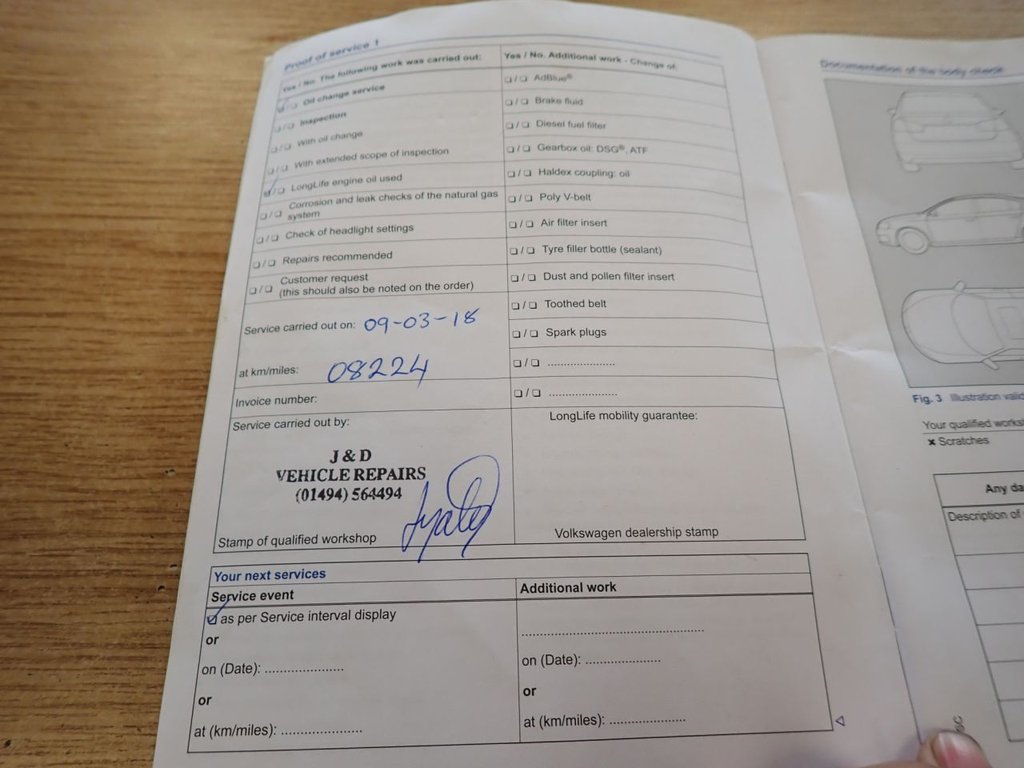 Proof of service 1
Yes / No The following work was carried out:
❑/❑ Oil change service
❑/❑ Inspection
❑/❑ With oil change
❑/❑ With extended scope of inspection
❑/❑ LongLife engine oil used
❑/❑ Corrosion and leak checks of the natural gas
system
❑/❑ Check of headlight settings
❑/❑ Repairs recommended
❑/❑ Customer request
(this should also be noted on the order)
Service carried out on: 09-03-18
at km/miles: 08224
Invoice number:
Service carried out by:
J & D
VEHICLE REPAIRS
(01494) 564494
Stamp of qualified workshop
Yes / No. Additional work - Change of:
❑/❑ AdBlue®
❑/❑ Brake fluid
❑/❑ Diesel fuel filter
❑/❑ Gearbox oil: DSG®, ATF
❑/❑ Haldex coupling: oil
❑/❑ Poly V-belt
❑/❑ Air filter insert
❑/❑ Tyre filler bottle (sealant)
❑/❑ Dust and pollen filter insert
❑/❑ Toothed belt
❑/❑ Spark plugs
❑/❑ ......................
❑/❑ ......................
LongLife mobility guarantee:
Volkswagen dealership stamp
Your next services
Service event
☑ as per Service interval display
or
on (Date): .....................
or
at (km/miles): .....................
Additional work
..................................................
on (Date): .....................
or
at (km/miles): .....................
Documentation of the body check
Fig. 3 Illustration
Your qualified
x Scratches
Any
Description of